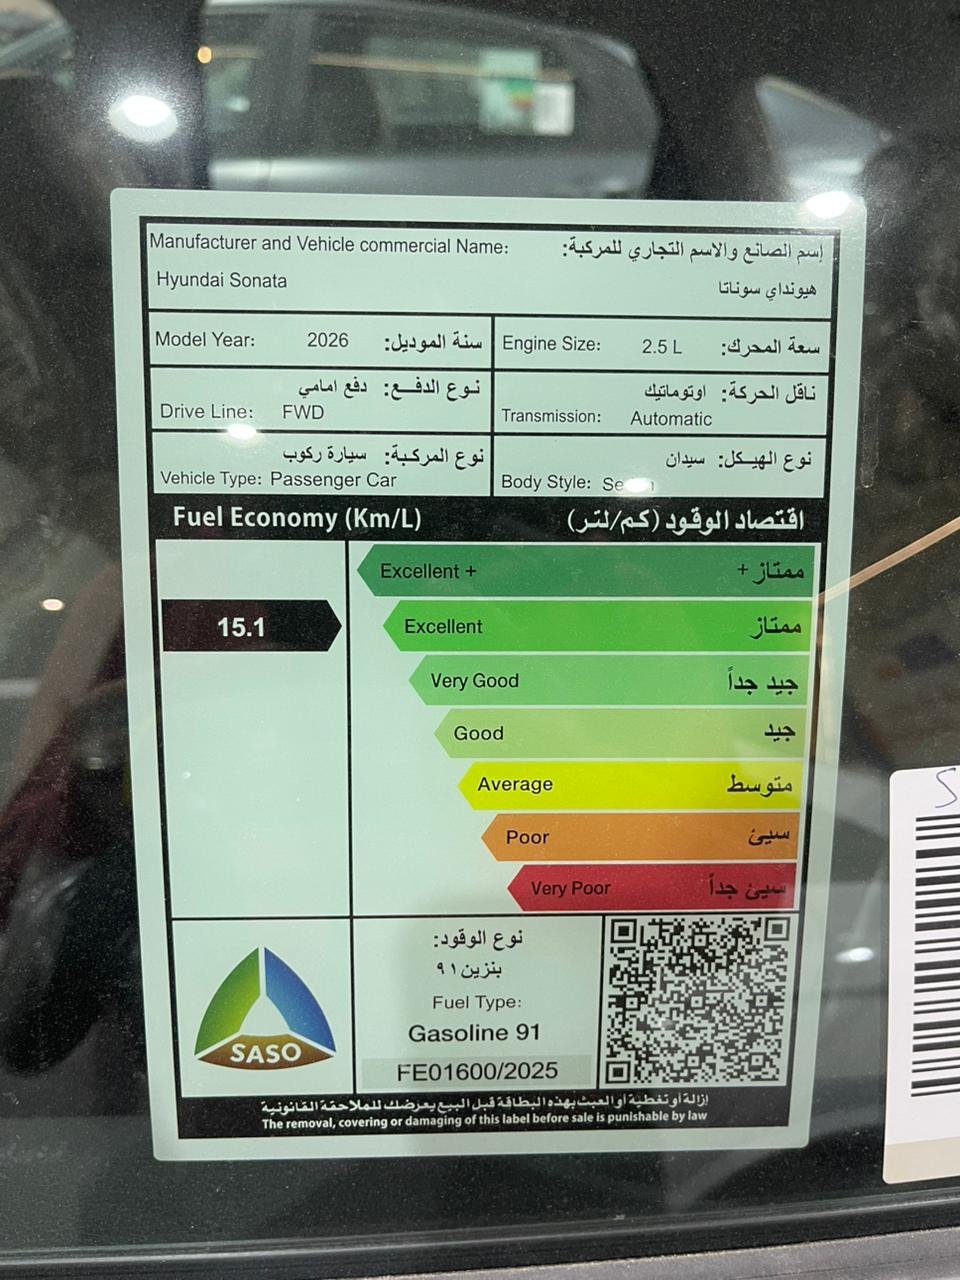 Manufacturer and Vehicle commercial Name: إسم الصانع والاسم التجاري للمركبة:
Hyundai Sonata هيونداي سوناتا
Model Year: 2026 سنة الموديل:
Engine Size: 2.5 L سعة المحرك:
نوع الدفع: دفع امامي
Drive Line: FWD
ناقل الحركة: اوتوماتيك
Transmission: Automatic
نوع المركبة: سيارة ركوب
Vehicle Type: Passenger Car
نوع الهيكل: سيدان
Body Style:
Fuel Economy (Km/L) اقتصاد الوقود (كم/لتر)
Excellent + ممتاز +
15.1
Excellent ممتاز
Very Good جيد جداً
Good جيد
Average متوسط
Poor سيئ
Very Poor سيئ جداً
SASO
نوع الوقود:
بنزين ٩١
Fuel Type:
Gasoline 91
FE01600/2025
إزالة أو تغطية أو العبث بهذه البطاقة قبل البيع يعرضك للملاحقة القانونية
The removal, covering or damaging of this label before sale is punishable by law